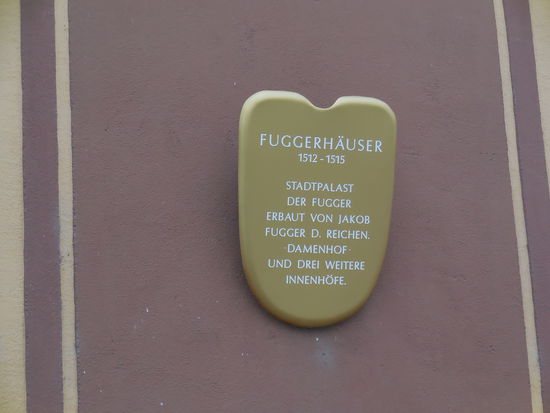 FUGGERHÄUSER
1512 - 1515
STADTPALAST
DER FUGGER
ERBAUT VON JAKOB
FUGGER D. REICHEN.
·DAMENHOF·
UND DREI WEITERE
INNENHÖFE.